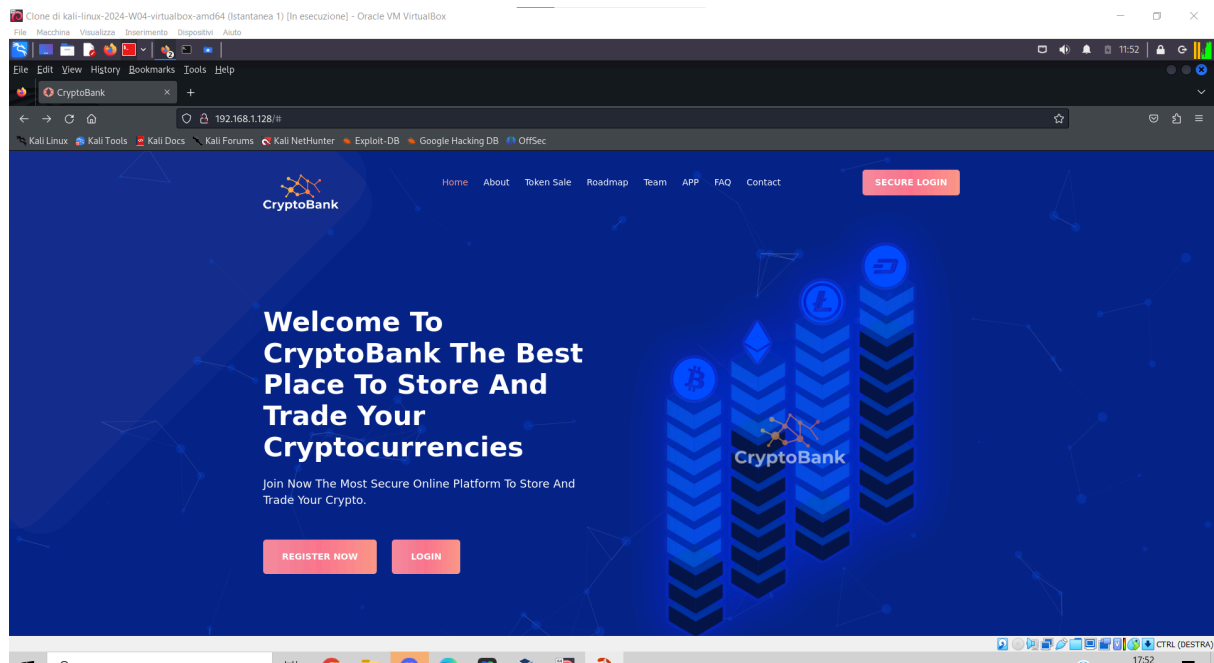 Clone di kali-linux-2024-W04-virtualbox-amd64 (Istantanea 1) [In esecuzione] - Oracle VM VirtualBox
File Macchina Visualizza Inserimento Dispositivi Aiuto
11:52
File Edit View History Bookmarks Tools Help
CryptoBank
192.168.1.128/#
Kali Linux Kali Tools Kali Docs Kali Forums Kali NetHunter Exploit-DB Google Hacking DB OffSec
CryptoBank
Home About Token Sale Roadmap Team APP FAQ Contact
SECURE LOGIN
Welcome To
CryptoBank The Best
Place To Store And
Trade Your
Cryptocurrencies
Join Now The Most Secure Online Platform To Store And
Trade Your Crypto.
REGISTER NOW LOGIN
CryptoBank
CTRL (DESTRA)
17:52